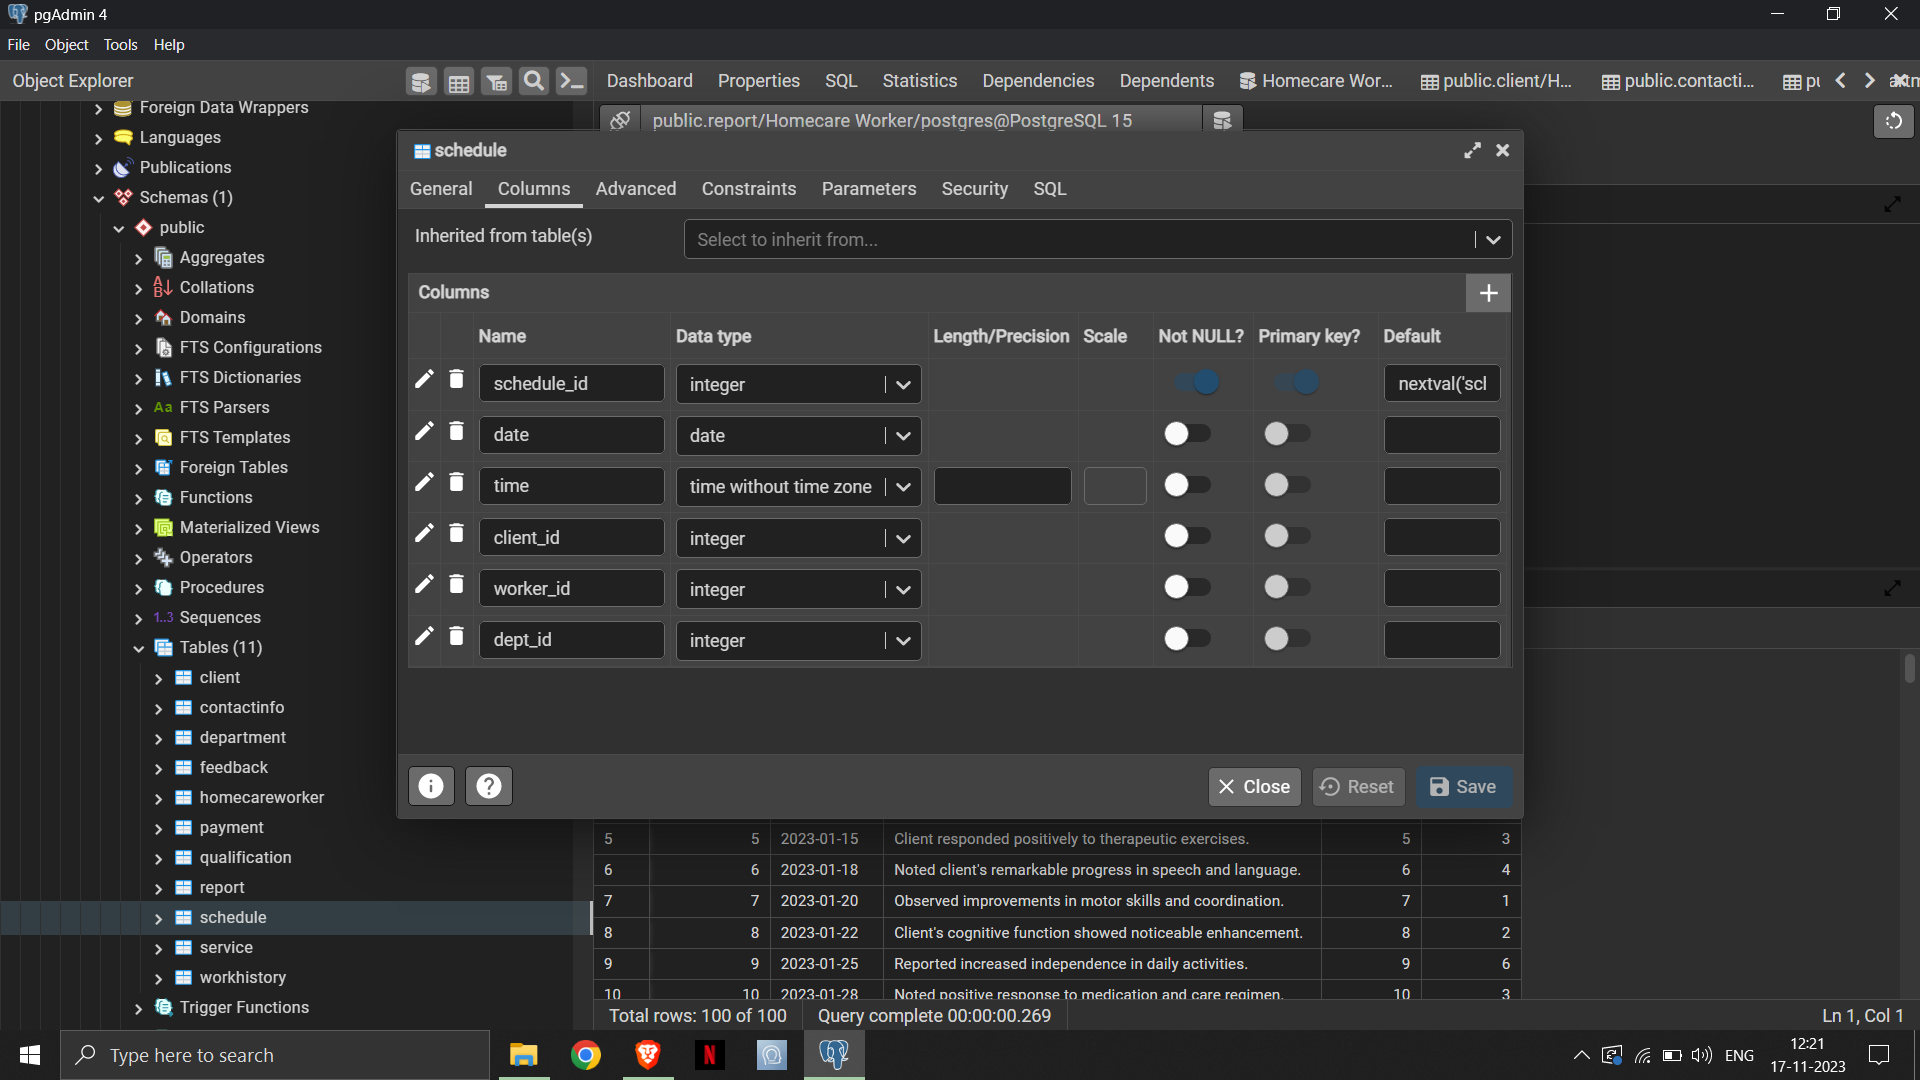 pgAdmin 4
File Object Tools Help
Object Explorer
Dashboard Properties SQL Statistics Dependencies Dependents Homecare Wor... public.client/H... public.contacti...
public.report/Homecare Worker/postgres@PostgreSQL 15
Foreign Data Wrappers
Languages
Publications
Schemas (1)
public
Aggregates
Collations
Domains
FTS Configurations
FTS Dictionaries
Aa FTS Parsers
FTS Templates
Foreign Tables
Functions
Materialized Views
Operators
Procedures
1..3 Sequences
Tables (11)
client
contactinfo
department
feedback
homecareworker
payment
qualification
report
schedule
service
workhistory
Trigger Functions
schedule
General Columns Advanced Constraints Parameters Security SQL
Inherited from table(s) Select to inherit from...
Columns
Name Data type Length/Precision Scale Not NULL? Primary key? Default
schedule_id integer nextval('scl
date date
time time without time zone
client_id integer
worker_id integer
dept_id integer
Close Reset Save
5 5 2023-01-15 Client responded positively to therapeutic exercises. 5 3
6 6 2023-01-18 Noted client's remarkable progress in speech and language. 6 4
7 7 2023-01-20 Observed improvements in motor skills and coordination. 7 1
8 8 2023-01-22 Client's cognitive function showed noticeable enhancement. 8 2
9 9 2023-01-25 Reported increased independence in daily activities. 9 6
10 10 2023-01-28 Noted positive response to medication and care regimen. 10 3
Total rows: 100 of 100 Query complete 00:00:00.269 Ln 1, Col 1
Type here to search
ENG
12:21
17-11-2023